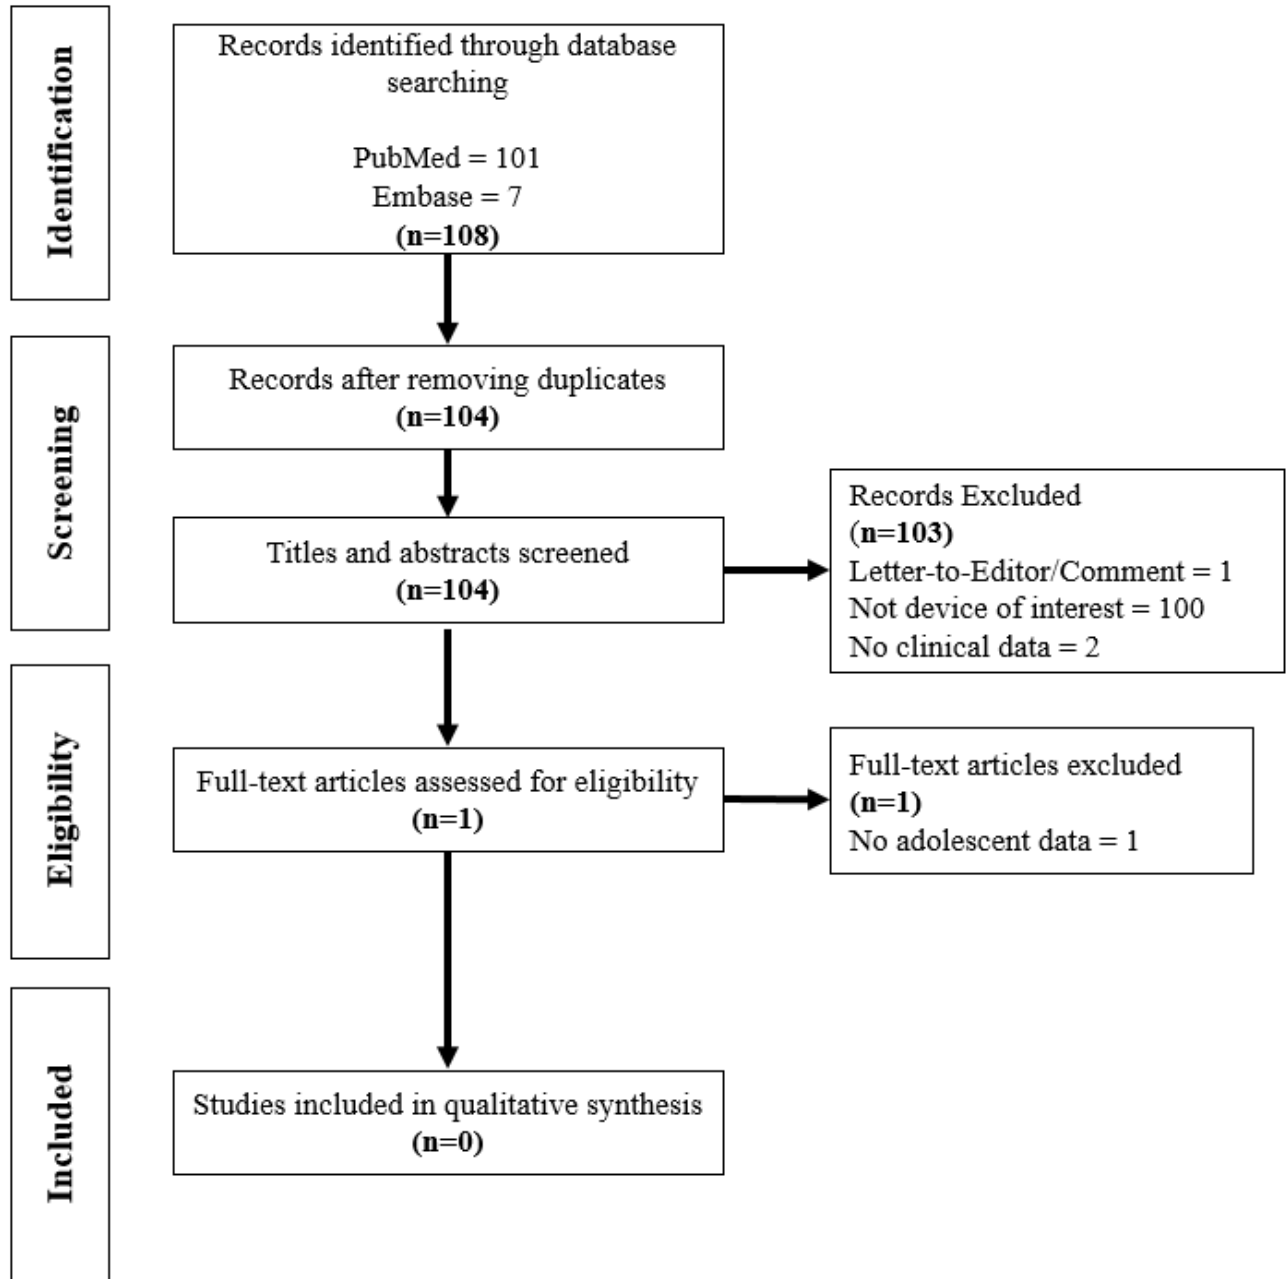 Identification
Records identified through database
searching
PubMed = 101
Embase = 7
(n=108)
Screening
Records after removing duplicates
(n=104)
Titles and abstracts screened
(n=104)
Records Excluded
(n=103)
Letter-to-Editor/Comment = 1
Not device of interest = 100
No clinical data = 2
Eligibility
Full-text articles assessed for eligibility
(n=1)
Full-text articles excluded
(n=1)
No adolescent data = 1
Included
Studies included in qualitative synthesis
(n=0)